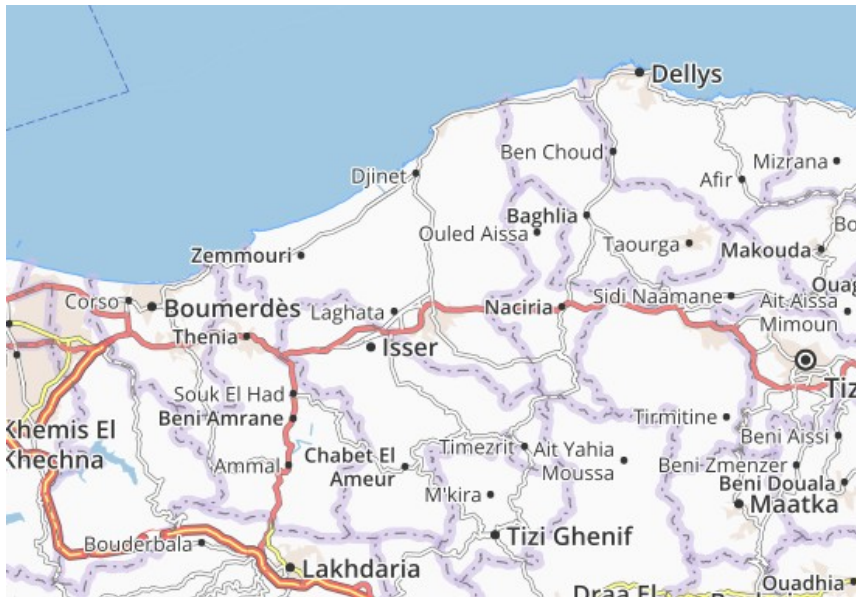 Dellys
Ben Choud
Mizrana
Djinet
Afir
Baghlia
Ouled Aissa
Bo
Taourga
Makouda
Zemmouri
Ouag
Corso
Boumerdès
Laghata
Naciria
Sidi Naâmane
Ait Aissa
Mimoun
Thenia
Isser
Tiz
Souk El Had
Beni Amrane
Tirmitine
Khemis El
Khechna
Beni Aissi
Timezrit
Ait Yahia
Moussa
Chabet El
Ameur
Ammal
Beni Zmenzer
Beni Douala
M'kira
Maatka
Tizi Ghenif
Bouderbala
Lakhdaria
Draa El
Ouadhia